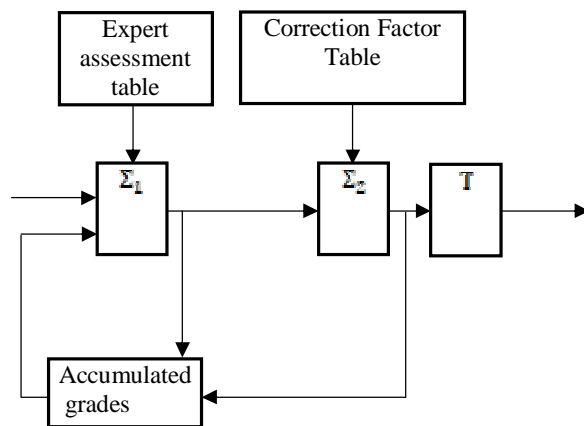 Expert
assessment
table
Correction Factor
Table
Σ₁
Σ₂
T
Accumulated
grades